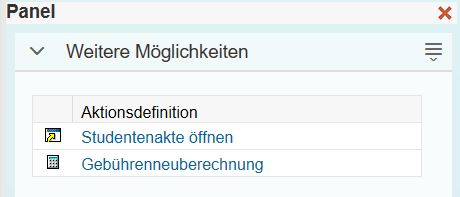 Panel
Weitere Möglichkeiten
Aktionsdefinition
Studentenakte öffnen
Gebührenneuberechnung